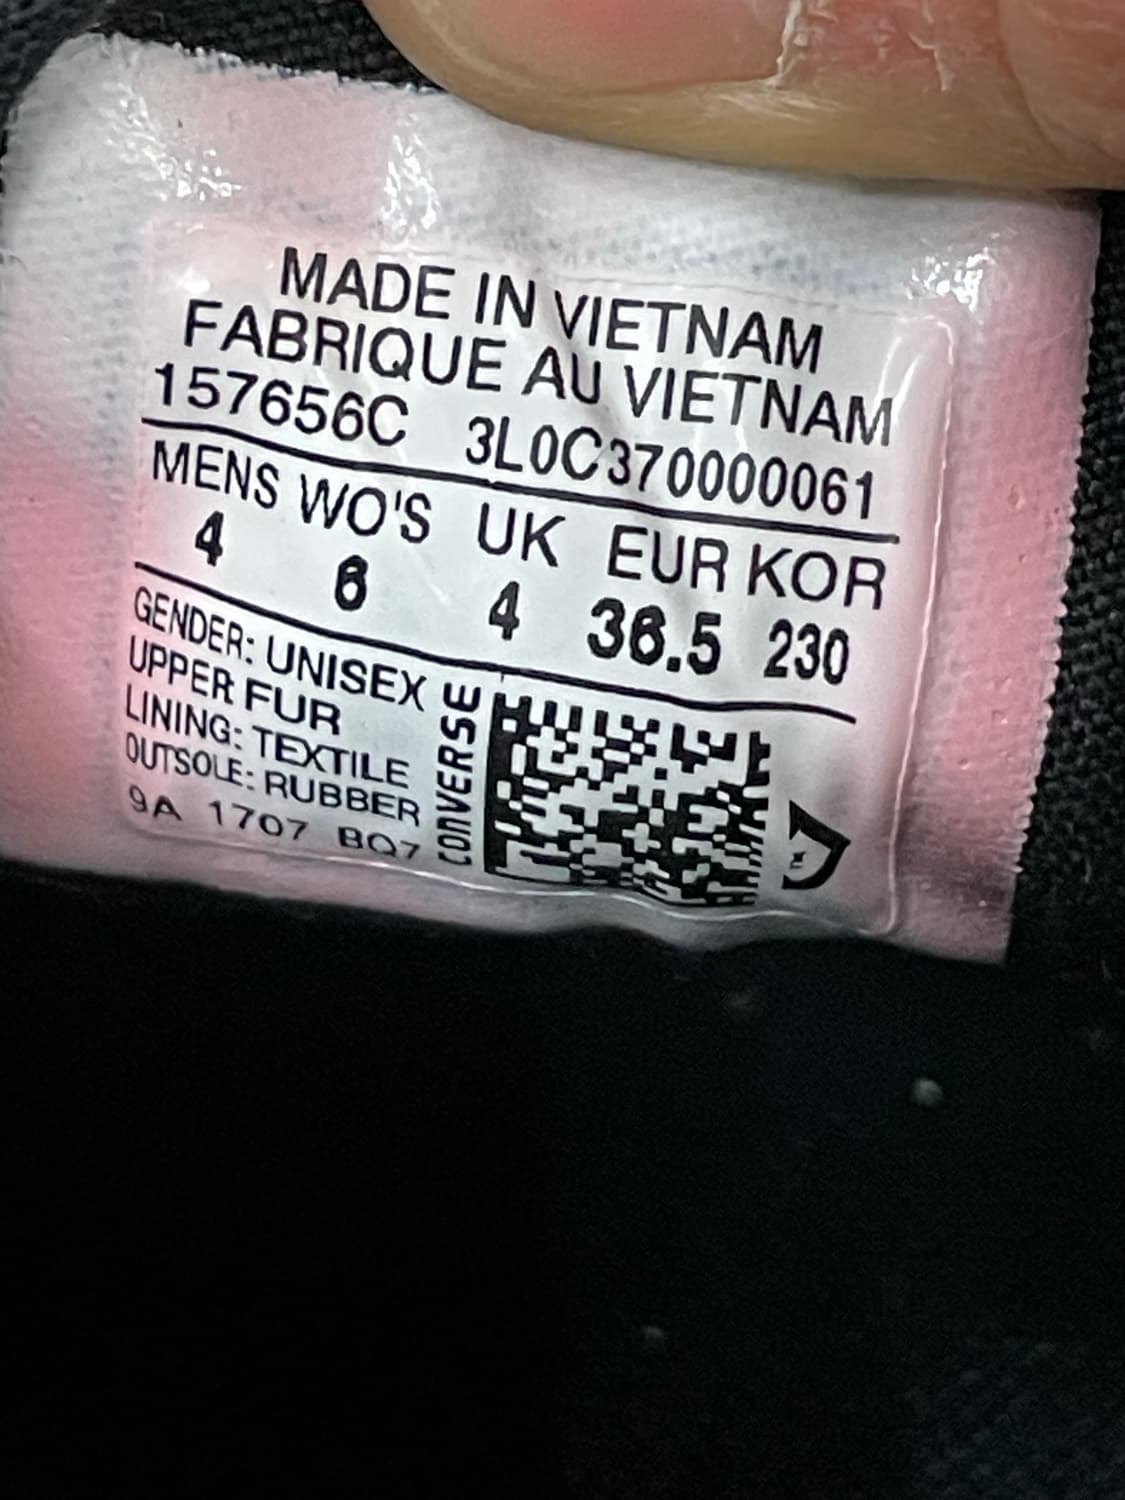 MADE IN VIETNAM
FABRIQUE AU VIETNAM
157656C 3L0C370000061
MENS WO'S UK EUR KOR
4 6 4 36.5 230
GENDER: UNISEX
UPPER FUR
LINING: TEXTILE
OUTSOLE: RUBBER
9A 1707 BQ7
CONVERSE